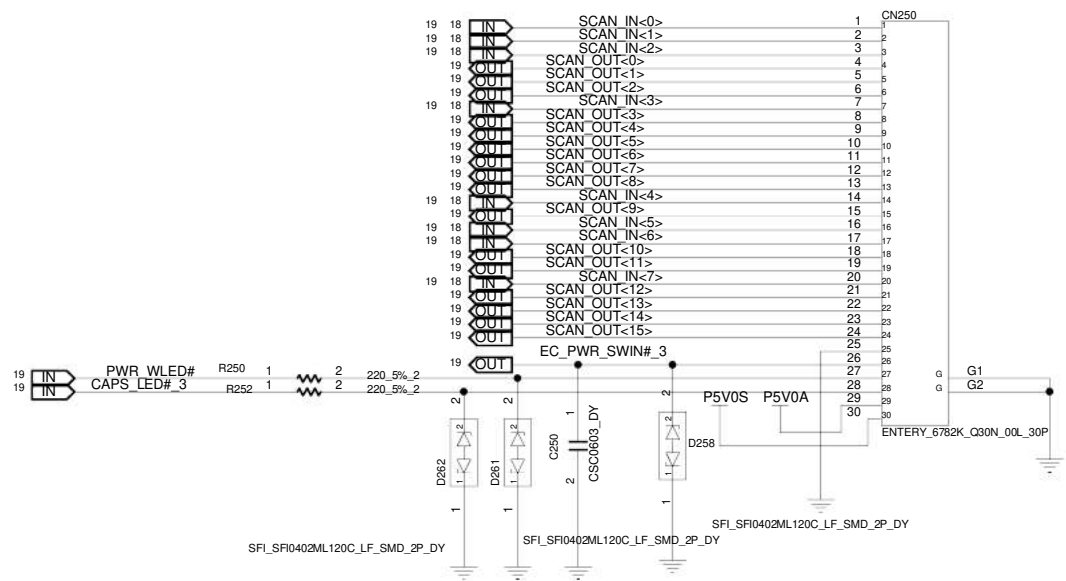 CN250
19 18 IN SCAN_IN<0> 1 1
19 18 IN SCAN_IN<1> 2 2
19 18 IN SCAN_IN<2> 3 3
19 OUT SCAN_OUT<0> 4 4
19 OUT SCAN_OUT<1> 5 5
19 OUT SCAN_OUT<2> 6 6
19 18 IN SCAN_IN<3> 7 7
19 OUT SCAN_OUT<3> 8 8
19 OUT SCAN_OUT<4> 9 9
19 OUT SCAN_OUT<5> 10 10
19 OUT SCAN_OUT<6> 11 11
19 OUT SCAN_OUT<7> 12 12
19 OUT SCAN_OUT<8> 13 13
19 18 IN SCAN_IN<4> 14 14
19 OUT SCAN_OUT<9> 15 15
19 18 IN SCAN_IN<5> 16 16
19 18 IN SCAN_IN<6> 17 17
19 OUT SCAN_OUT<10> 18 18
19 OUT SCAN_OUT<11> 19 19
19 18 IN SCAN_IN<7> 20 20
19 OUT SCAN_OUT<12> 21 21
19 OUT SCAN_OUT<13> 22 22
19 OUT SCAN_OUT<14> 23 23
19 OUT SCAN_OUT<15> 24 24
25 25
19 OUT EC_PWR_SWIN#_3 26 26
19 IN PWR_WLED# R250 1 2 220_5%_2 27 27 G G1
19 IN CAPS_LED#_3 R252 1 2 220_5%_2 28 28 G G2
P5V0S P5V0A 29 29
30 30
ENTERY_6782K_Q30N_00L_30P
2 2 1 2
2 2 2
D262 D261 C250 CSC0603_DY D258
1 1 1
1 1 2 1
SFI_SFI0402ML120C_LF_SMD_2P_DY
SFI_SFI0402ML120C_LF_SMD_2P_DY
SFI_SFI0402ML120C_LF_SMD_2P_DY